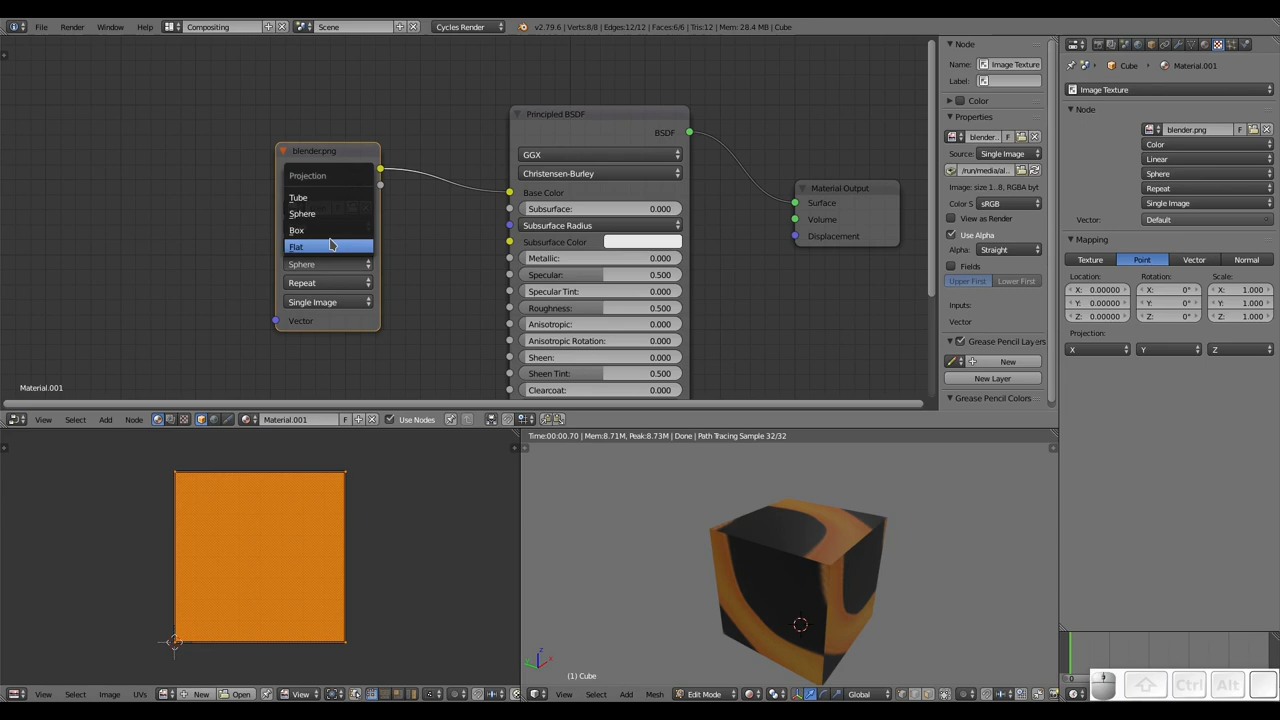 File Render Window Help Compositing Scene Cycles Render v2.79.6 | Verts:8/8 | Edges:12/12 | Faces:6/6 | Tris:12 | Mem: 28.4 MB | Cube
blender.png
Projection
Tube
Sphere
Box
Flat
Sphere
Repeat
Single Image
Vector
Principled BSDF
BSDF
GGX
Christensen-Burley
Base Color
Subsurface: 0.000
Subsurface Radius
Subsurface Color
Metallic: 0.000
Specular: 0.500
Specular Tint: 0.000
Roughness: 0.500
Anisotropic: 0.000
Anisotropic Rotation: 0.000
Sheen: 0.000
Sheen Tint: 0.500
Clearcoat: 0.000
Material Output
Surface
Volume
Displacement
Material.001
Node
Name: Image Texture
Label:
Color
Properties
blender.. F
Source: Single Image
/run/media/al..
Image: size 1..8, RGBA byt
Color S sRGB
View as Render
Use Alpha
Alpha: Straight
Fields
Upper First Lower First
Inputs:
Vector
Grease Pencil Layers
New
New Layer
Grease Pencil Colors
Cube Material.001
Image Texture
Node
blender.png F
Color
Linear
Sphere
Repeat
Single Image
Vector: Default
Mapping
Texture Point Vector Normal
Location: Rotation: Scale:
X: 0.00000 X: 0° X: 1.000
Y: 0.00000 Y: 0° Y: 1.000
Z: 0.00000 Z: 0° Z: 1.000
Projection:
X Y Z
View Select Add Node Material.001 F Use Nodes
Time:00:00.70 | Mem:8.71M, Peak:8.73M | Done | Path Tracing Sample 32/32
(1) Cube
View Select Image UVs New Open View
View Select Add Mesh Edit Mode Global
0
Ctrl Alt